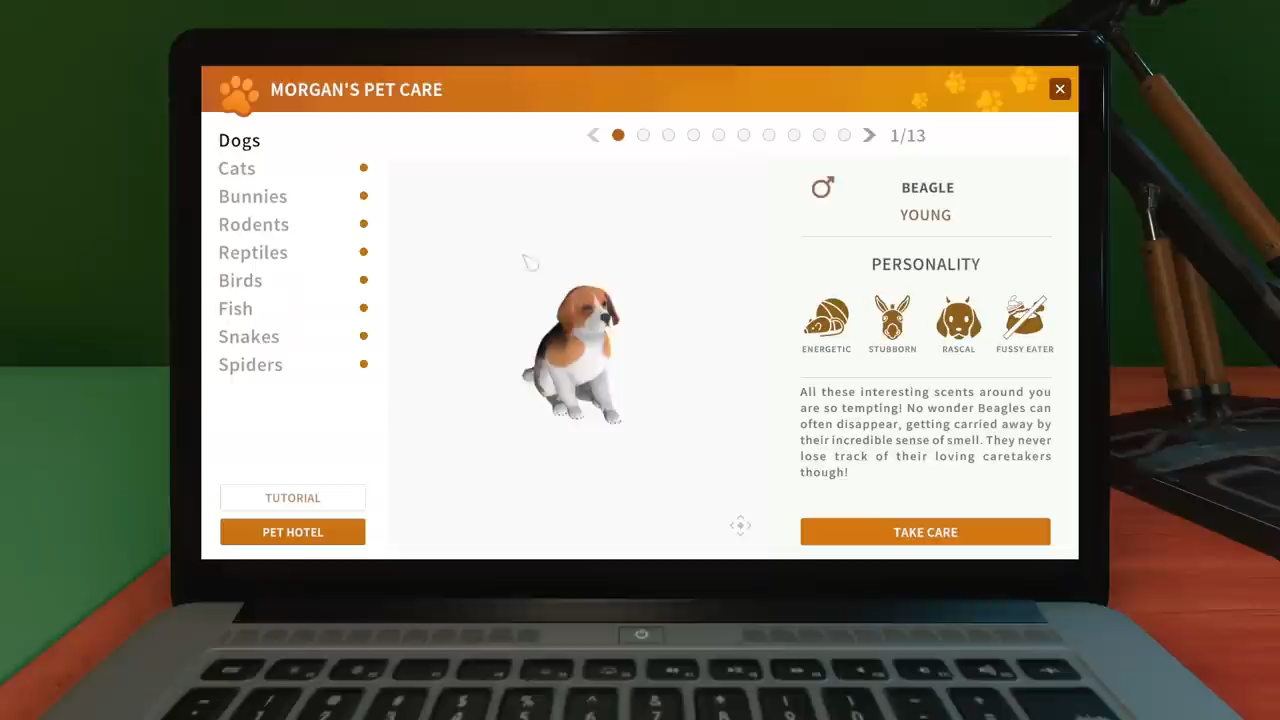 MORGAN'S PET CARE
Dogs
Cats
Bunnies
Rodents
Reptiles
Birds
Fish
Snakes
Spiders
TUTORIAL
PET HOTEL
1/13
BEAGLE
YOUNG
PERSONALITY
ENERGETIC STUBBORN RASCAL FUSSY EATER
All these interesting scents around you
are so tempting! No wonder Beagles can
often disappear, getting carried away by
their incredible sense of smell. They never
lose track of their loving caretakers
though!
TAKE CARE